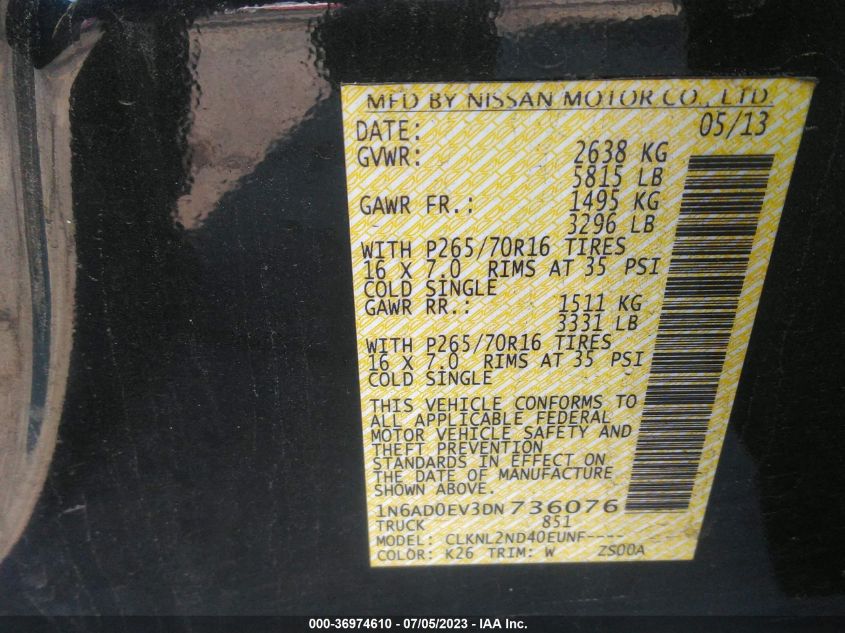 MFD BY NISSAN MOTOR CO., LTD.
DATE: 05/13
GVWR: 2638 KG
5815 LB
GAWR FR.: 1495 KG
3296 LB
WITH P265/70R16 TIRES
16 X 7.0 RIMS AT 35 PSI
COLD SINGLE
GAWR RR.: 1511 KG
3331 LB
WITH P265/70R16 TIRES
16 X 7.0 RIMS AT 35 PSI
COLD SINGLE
THIS VEHICLE CONFORMS TO
ALL APPLICABLE FEDERAL
MOTOR VEHICLE SAFETY AND
THEFT PREVENTION
STANDARDS IN EFFECT ON
THE DATE OF MANUFACTURE
SHOWN ABOVE.
1N6AD0EV3DN736076
TRUCK 851
MODEL: CLKNL2ND40EUNF----
COLOR: K26 TRIM: W ZS00A
000-36974610 / 07/05/2023 - IAA Inc.